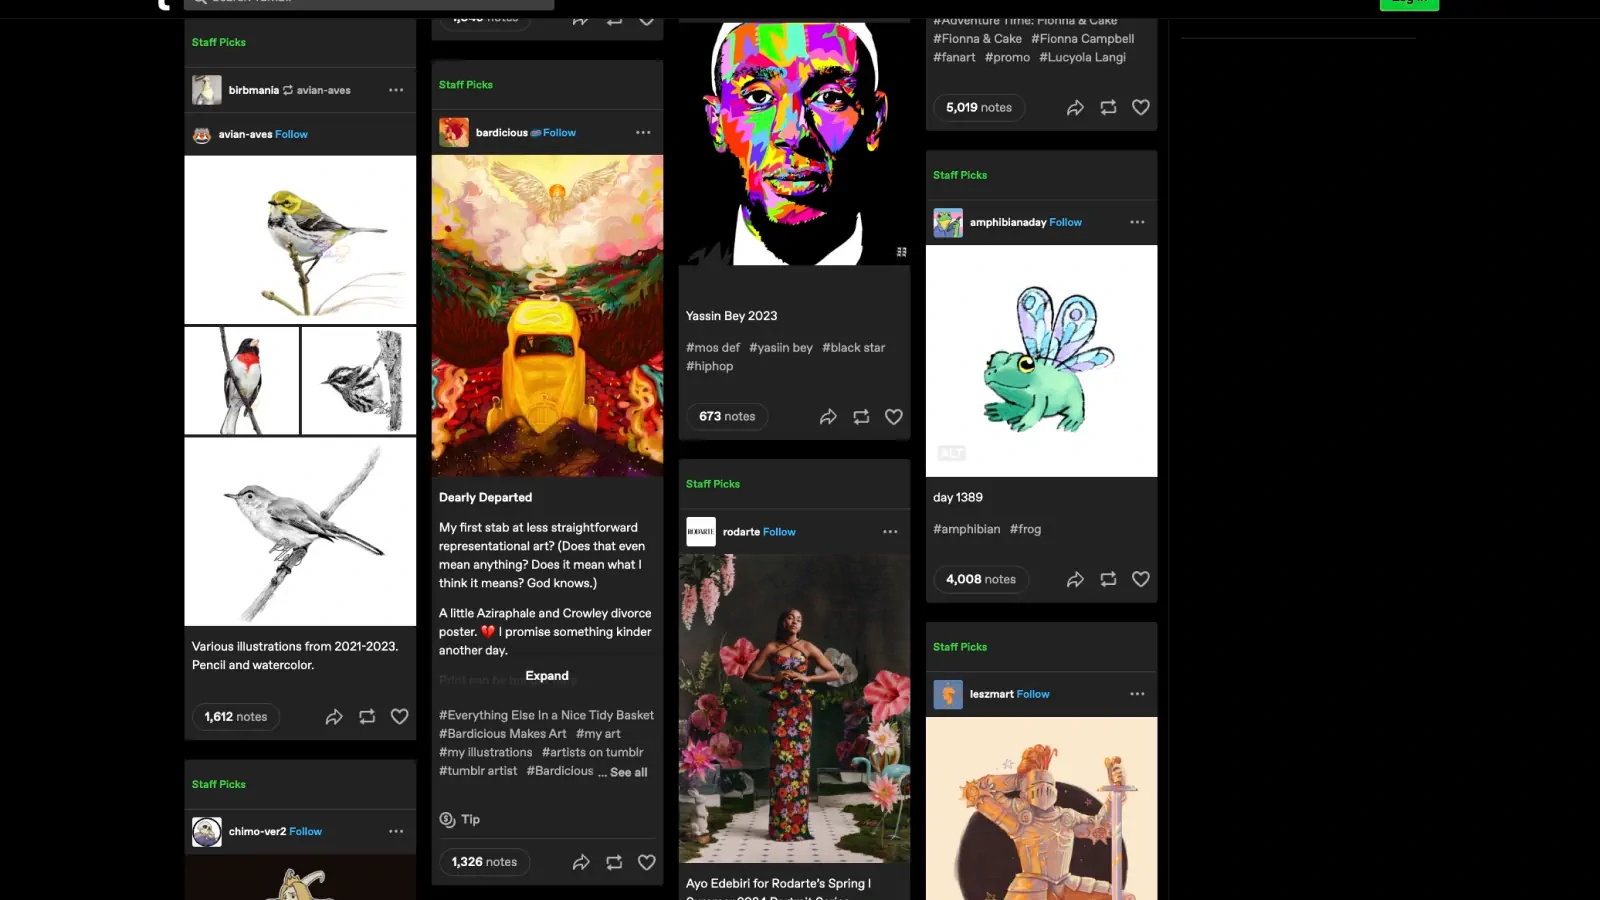 Staff Picks
birbmania avian-aves
avian-aves Follow
Various illustrations from 2021-2023.
Pencil and watercolor.
1,612 notes
Staff Picks
chimo-ver2 Follow
notes
Staff Picks
bardicious Follow
Dearly Departed
My first stab at less straightforward
representational art? (Does that even
mean anything? Does it mean what I
think it means? God knows.)
A little Aziraphale and Crowley divorce
poster. 💔 I promise something kinder
another day.
Expand
#Everything Else In a Nice Tidy Basket
#Bardicious Makes Art #my art
#my illustrations #artists on tumblr
#tumblr artist #Bardicious ... See all
Tip
1,326 notes
Yassin Bey 2023
#mos def #yasiin bey #black star
#hiphop
673 notes
Staff Picks
RODARTE
rodarte Follow
Ayo Edebiri for Rodarte's Spring |
#Adventure Time: Fionna & Cake
#Fionna & Cake #Fionna Campbell
#fanart #promo #Lucyola Langi
5,019 notes
Staff Picks
amphibianaday Follow
ALT
day 1389
#amphibian #frog
4,008 notes
Staff Picks
leszmart Follow